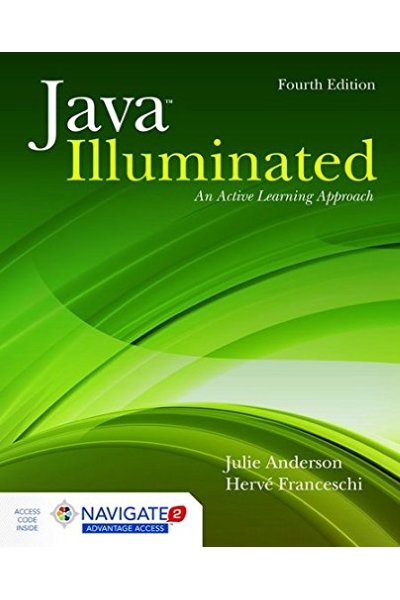 Fourth Edition
Java™
Illuminated
An Active Learning Approach
Julie Anderson
Hervé Franceschi
ACCESS
CODE
INSIDE
NAVIGATE 2
ADVANTAGE ACCESS